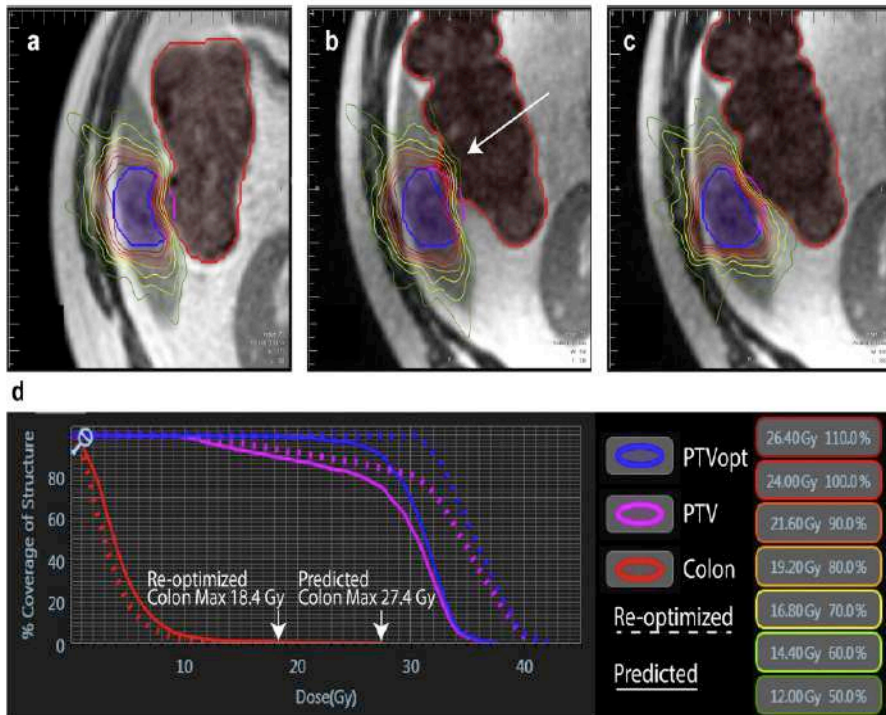 a
b
c
d
80
60
40
20
0
% Coverage of Structure
Re-optimized
Colon Max 18.4 Gy
Predicted
Colon Max 27.4 Gy
10
20
30
40
Dose(Gy)
PTVopt
PTV
Colon
Re-optimized
Predicted
26.40 Gy 110.0 %
24.00 Gy 100.0 %
21.60 Gy 90.0 %
19.20 Gy 80.0 %
16.80 Gy 70.0 %
14.40 Gy 60.0 %
12.00 Gy 50.0 %